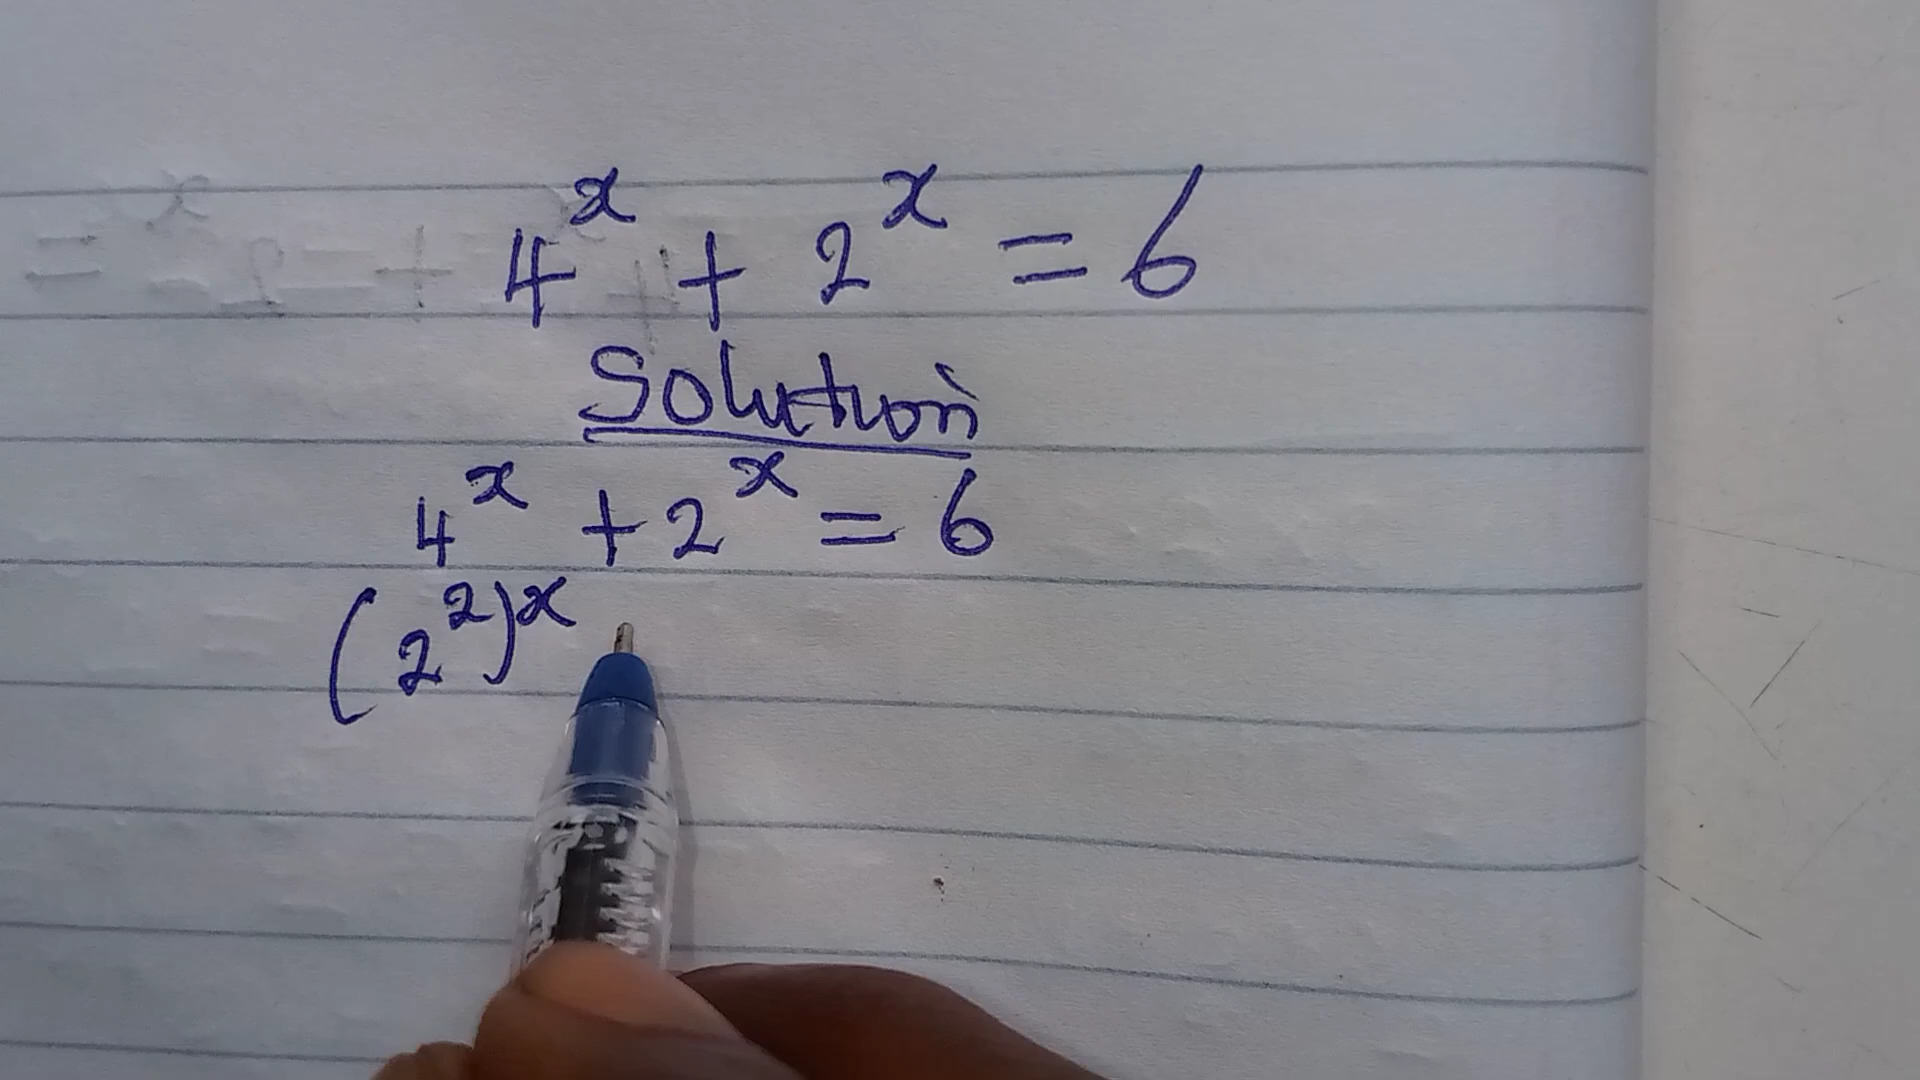 4^x + 2^x = 6
Solution
4^x + 2^x = 6
(2^2)^x